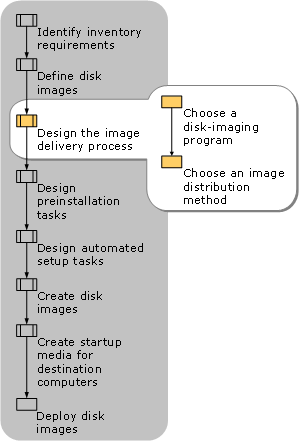 Identify inventory
requirements
Define disk
images
Design the image
delivery process
Choose a
disk-imaging
program
Choose an image
distribution
method
Design
preinstallation
tasks
Design automated
setup tasks
Create disk
images
Create startup
media for
destination
computers
Deploy disk
images